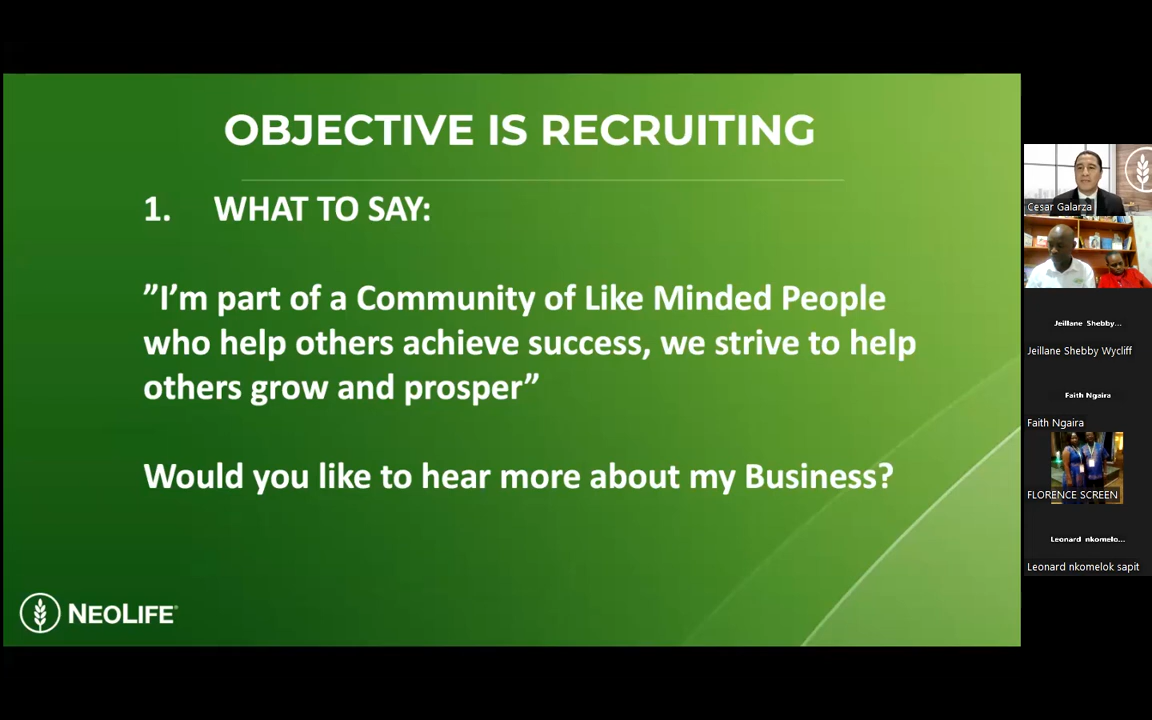 OBJECTIVE IS RECRUITING
1. WHAT TO SAY:
”I’m part of a Community of Like Minded People
who help others achieve success, we strive to help
others grow and prosper”
Would you like to hear more about my Business?
NEOLIFE®
Cesar Galarza
Jeillane Shebby...
Jeillane Shebby Wycliff
Faith Ngaira
Faith Ngaira
FLORENCE SCREEN
Leonard nkomelo...
Leonard nkomelok sapit